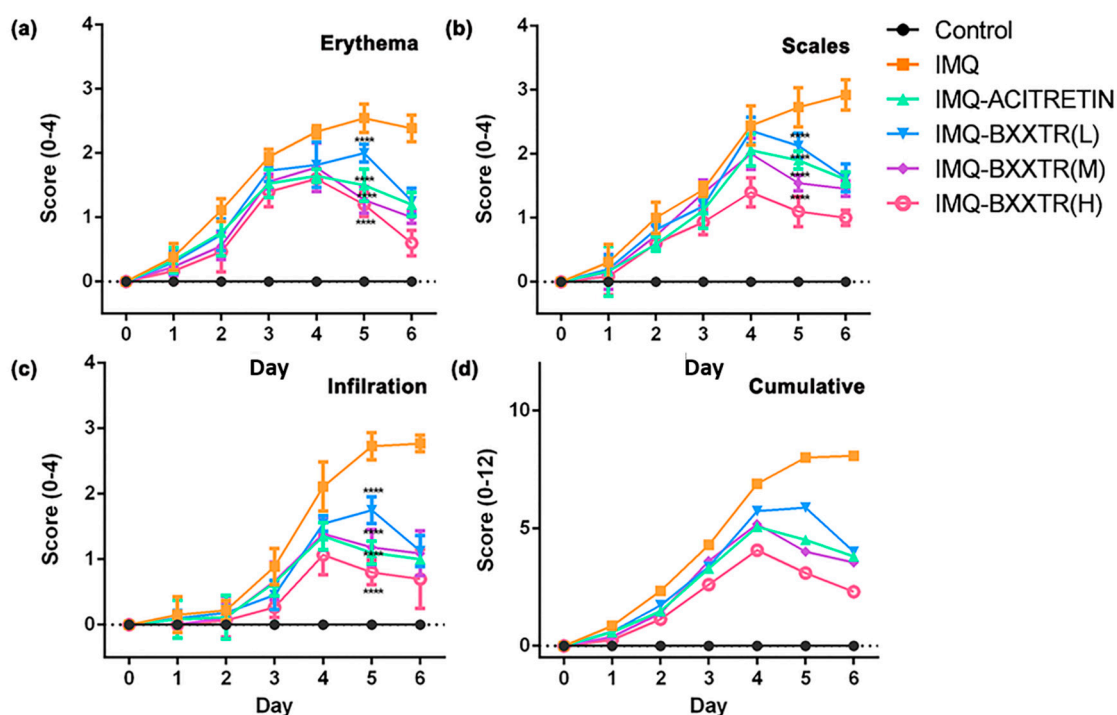 (a)
Erythema
Score (0-4)
4
3
2
1
0
****
****
****
****
0 1 2 3 4 5 6
Day
(b)
Scales
Score (0-4)
4
3
2
1
0
****
****
****
****
0 1 2 3 4 5 6
Day
Control
IMQ
IMQ-ACITRETIN
IMQ-BXXTR(L)
IMQ-BXXTR(M)
IMQ-BXXTR(H)
(c)
Infilration
Score (0-4)
4
3
2
1
0
****
****
****
****
0 1 2 3 4 5 6
Day
(d)
Cumulative
Score (0-12)
10
5
0
0 1 2 3 4 5 6
Day